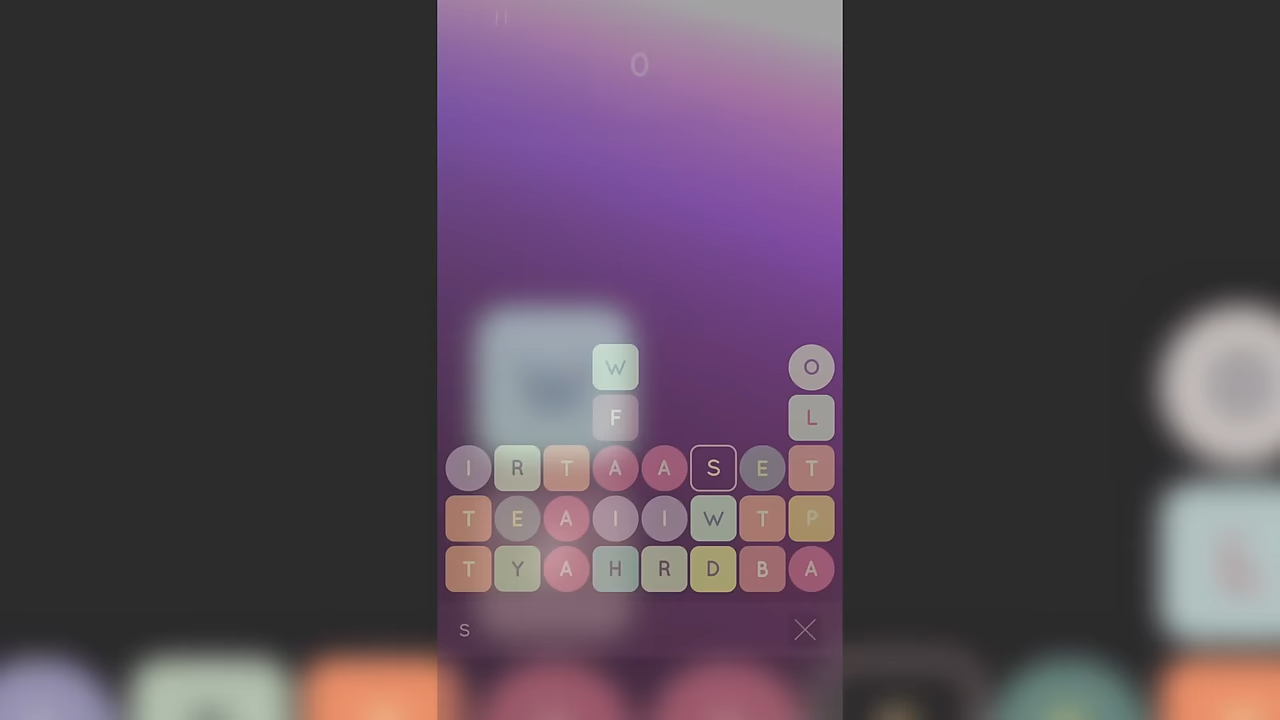 0
W O
F L
I R T A A S E T
T E A I I W T P
T Y A H R D B A
S